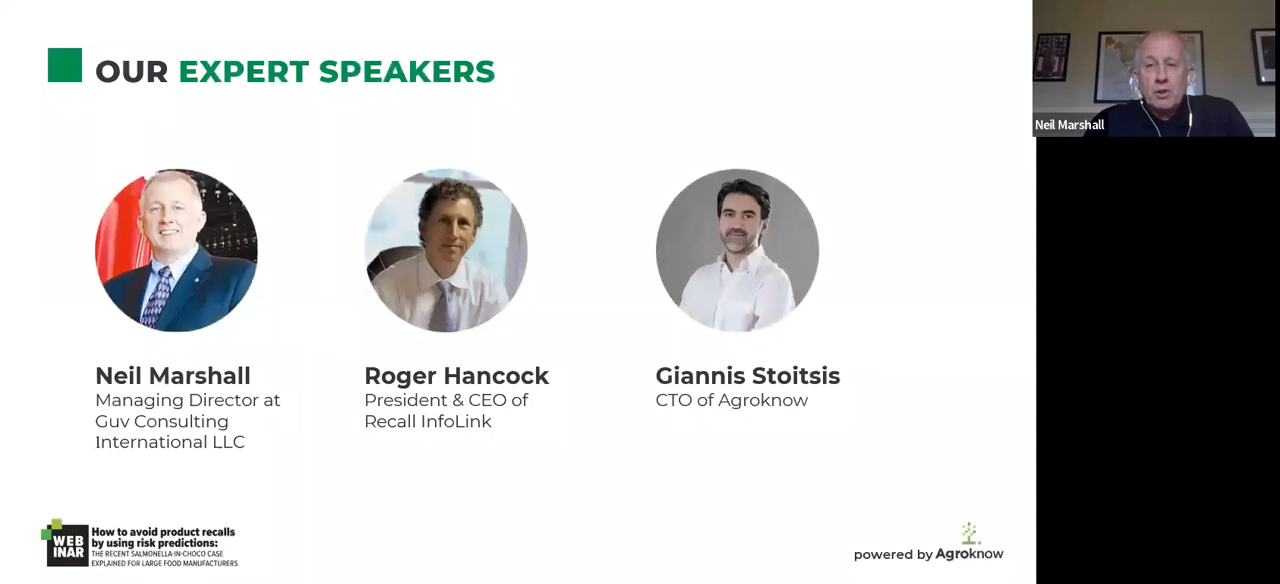 OUR EXPERT SPEAKERS
Neil Marshall
Neil Marshall
Managing Director at
Guv Consulting
International LLC
Roger Hancock
President & CEO of
Recall InfoLink
Giannis Stoitsis
CTO of Agroknow
WEB
INAR
How to avoid product recalls
by using risk predictions:
THE RECENT SALMONELLA-IN-CHOCO CASE
EXPLAINED FOR LARGE FOOD MANUFACTURERS
powered by Agroknow